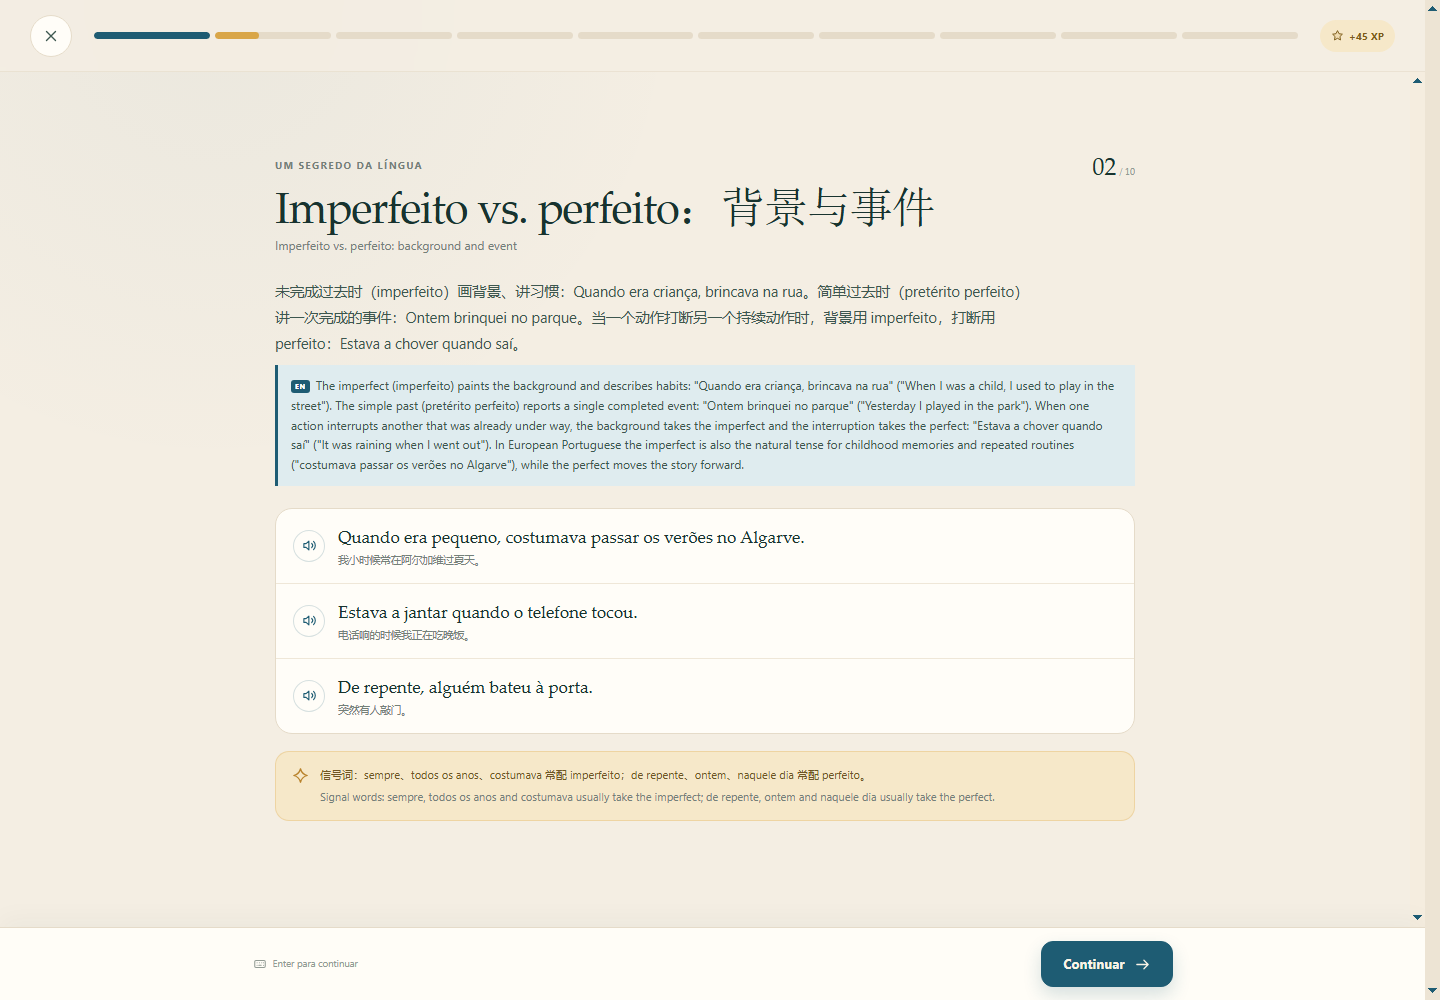 +45 XP
UM SEGREDO DA LÍNGUA
02 / 10
Imperfeito vs. perfeito：背景与事件
Imperfeito vs. perfeito: background and event
未完成过去时（imperfeito）画背景、讲习惯：Quando era criança, brincava na rua。简单过去时（pretérito perfeito）
讲一次完成的事件：Ontem brinquei no parque。当一个动作打断另一个持续动作时，背景用 imperfeito，打断用
perfeito：Estava a chover quando saí。
EN The imperfect (imperfeito) paints the background and describes habits: "Quando era criança, brincava na rua" ("When I was a child, I used to play in the
street"). The simple past (pretérito perfeito) reports a single completed event: "Ontem brinquei no parque" ("Yesterday I played in the park"). When one
action interrupts another that was already under way, the background takes the imperfect and the interruption takes the perfect: "Estava a chover quando
saí" ("It was raining when I went out"). In European Portuguese the imperfect is also the natural tense for childhood memories and repeated routines
("costumava passar os verões no Algarve"), while the perfect moves the story forward.
Quando era pequeno, costumava passar os verões no Algarve.
我小时候常在阿尔加维过夏天。
Estava a jantar quando o telefone tocou.
电话响的时候我正在吃晚饭。
De repente, alguém bateu à porta.
突然有人敲门。
信号词：sempre、todos os anos、costumava 常配 imperfeito；de repente、ontem、naquele dia 常配 perfeito。
Signal words: sempre, todos os anos and costumava usually take the imperfect; de repente, ontem and naquele dia usually take the perfect.
Enter para continuar
Continuar